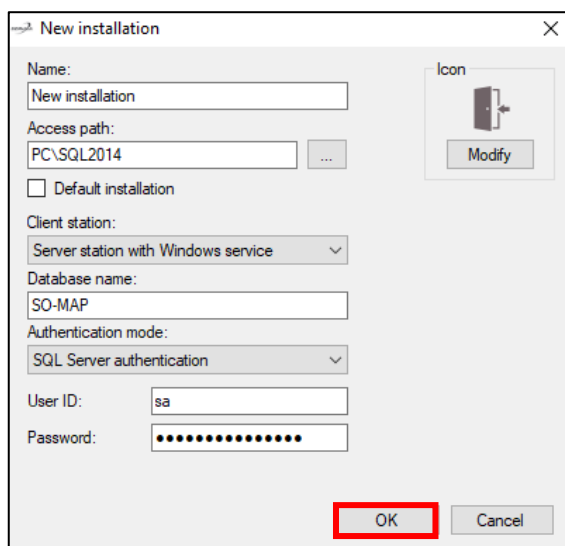 New installation
Name:
Icon
New installation
Access path:
PC\SQL2014
...
Modify
Default installation
Client station:
Server station with Windows service
Database name:
SO-MAP
Authentication mode:
SQL Server authentication
User ID:
sa
Password:
●●●●●●●●●●●●●●●
OK
Cancel